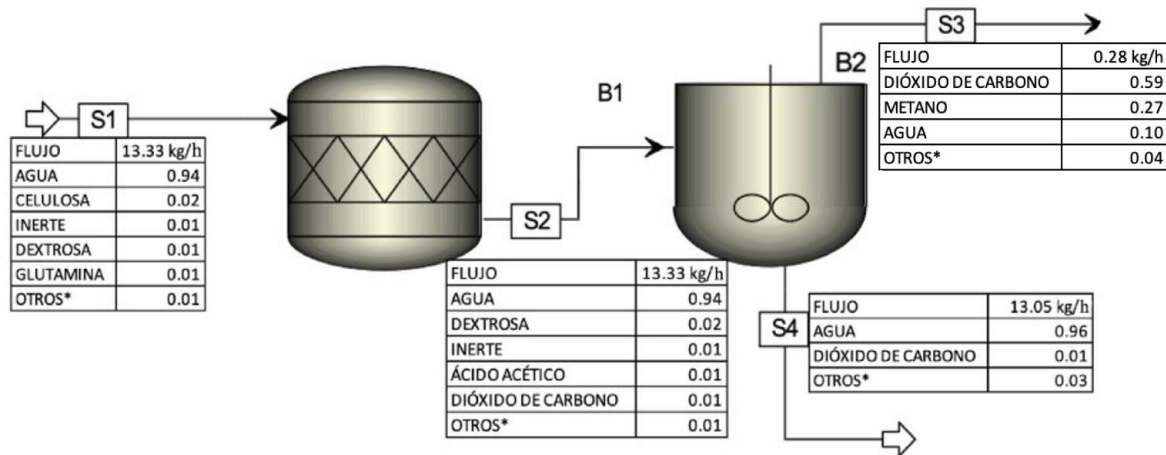 S1
FLUJO 13.33 kg/h
AGUA 0.94
CELULOSA 0.02
INERTE 0.01
DEXTROSA 0.01
GLUTAMINA 0.01
OTROS* 0.01
B1
S2
FLUJO 13.33 kg/h
AGUA 0.94
DEXTROSA 0.02
INERTE 0.01
ÁCIDO ACÉTICO 0.01
DIÓXIDO DE CARBONO 0.01
OTROS* 0.01
B2
S3
FLUJO 0.28 kg/h
DIÓXIDO DE CARBONO 0.59
METANO 0.27
AGUA 0.10
OTROS* 0.04
S4
FLUJO 13.05 kg/h
AGUA 0.96
DIÓXIDO DE CARBONO 0.01
OTROS* 0.03